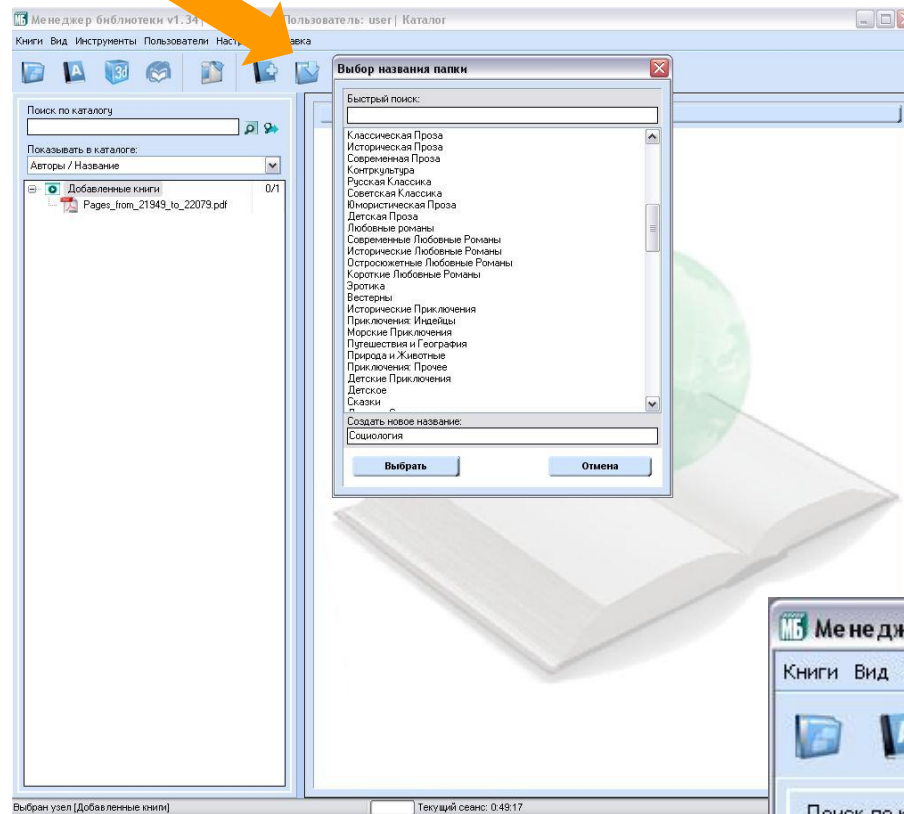 МБ Менеджер библиотеки v1.34| Пользователь: user| Каталог
Книги Вид Инструменты Пользователи
Поиск по каталогу
Показывать в каталоге:
Авторы / Название
Добавленные книги 0/1
Pages_from_21949_to_22079.pdf
Выбор названия папки
Быстрый поиск:
Классическая Проза
Историческая Проза
Современная Проза
Контркультура
Русская Классика
Советская Классика
Юмористическая Проза
Детская Проза
Любовные романы
Современные Любовные Романы
Исторические Любовные Романы
Остросюжетные Любовные Романы
Короткие Любовные Романы
Эротика
Вестерны
Исторические Приключения
Приключения: Индейцы
Морские Приключения
Путешествия и География
Природа и Животные
Приключения: Прочее
Детские Приключения
Детское
Сказки
Создать новое название:
Социология
Выбрать Отмена
Выбран узел [Добавленные книги] Текущий сеанс: 0:49:17
МБ
Книги Вид